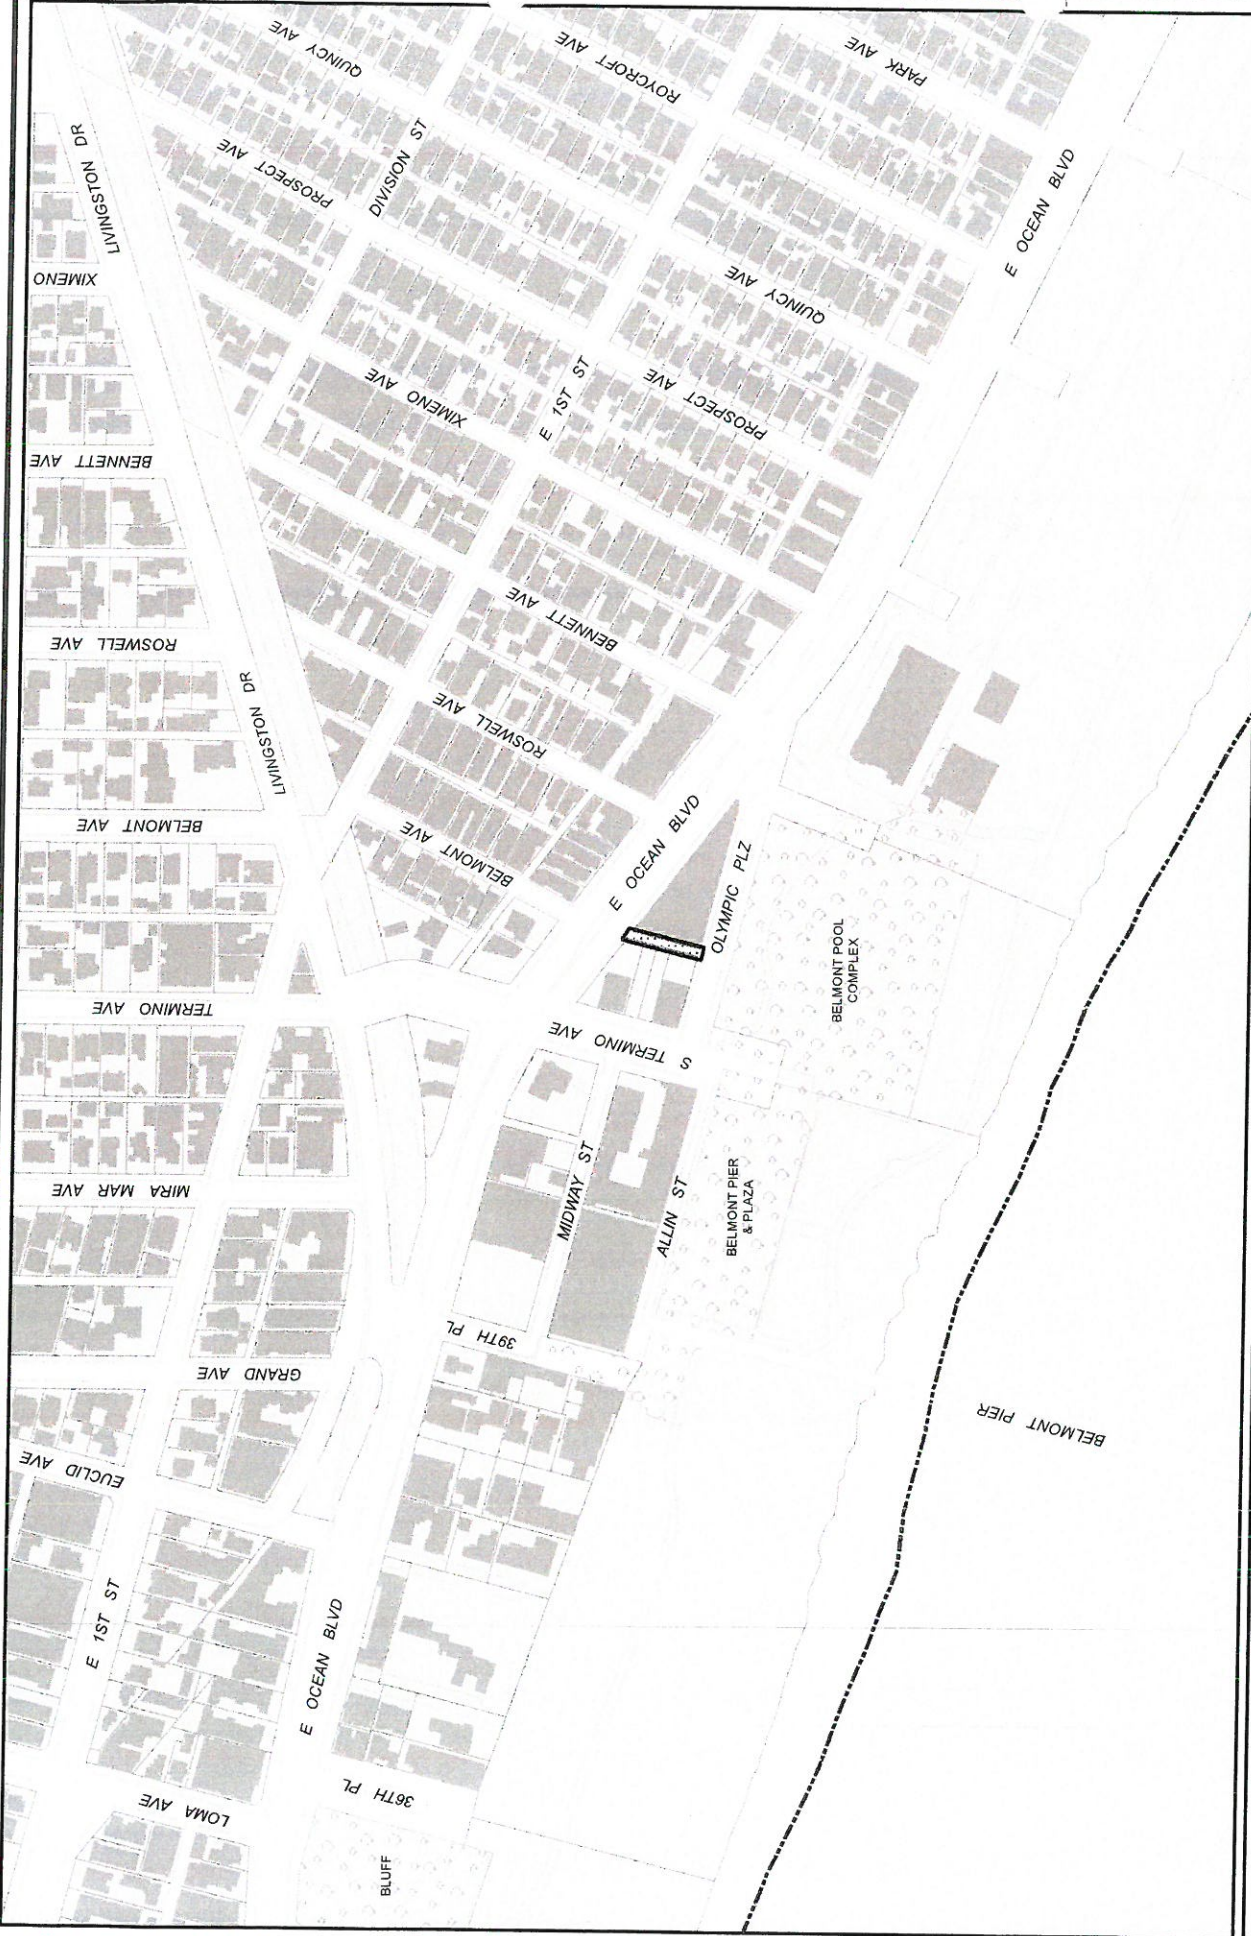 QUINCY AVE
ROYCROFT AVE
PARK AVE
LIVINGSTON DR
PROSPECT AVE
DIVISION ST
E OCEAN BLVD
XIMENO
QUINCY AVE
XIMENO AVE
E 1ST ST
PROSPECT AVE
BENNETT AVE
BENNETT AVE
ROSWELL AVE
LIVINGSTON DR
ROSWELL AVE
BELMONT AVE
BELMONT AVE
E OCEAN BLVD
OLYMPIC PLZ
BELMONT POOL
COMPLEX
TERMINO AVE
S TERMINO AVE
MIRA MAR AVE
MIDWAY ST
ALLIN ST
BELMONT PIER
& PLAZA
39TH PL
GRAND AVE
BELMONT PIER
EUCLID AVE
E 1ST ST
E OCEAN BLVD
LOMA AVE
36TH PL
BLUFF